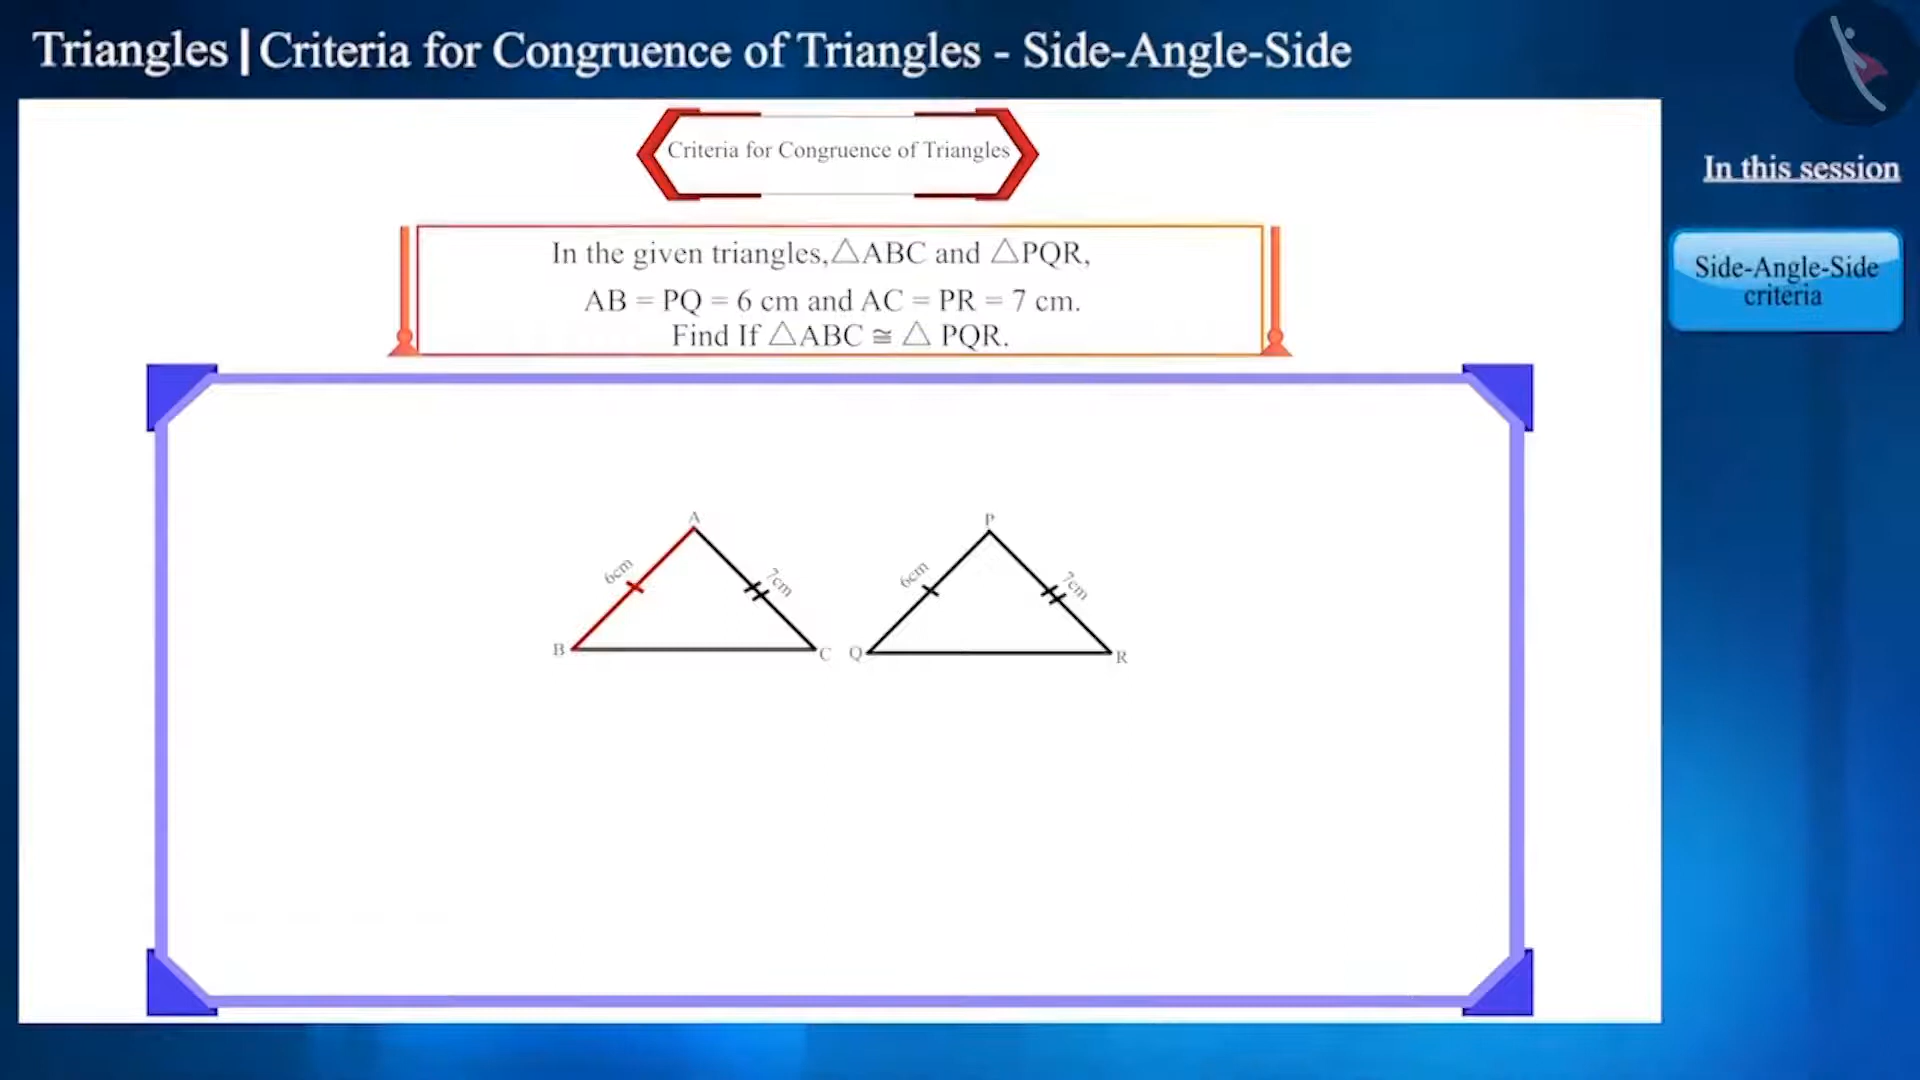 Triangles | Criteria for Congruence of Triangles - Side-Angle-Side
Criteria for Congruence of Triangles
In this session
Side-Angle-Side
criteria
In the given triangles,△ABC and △PQR,
AB = PQ = 6 cm and AC = PR = 7 cm.
Find If △ABC ≅ △ PQR.
A
6cm
7cm
B
C
P
6cm
7cm
Q
R